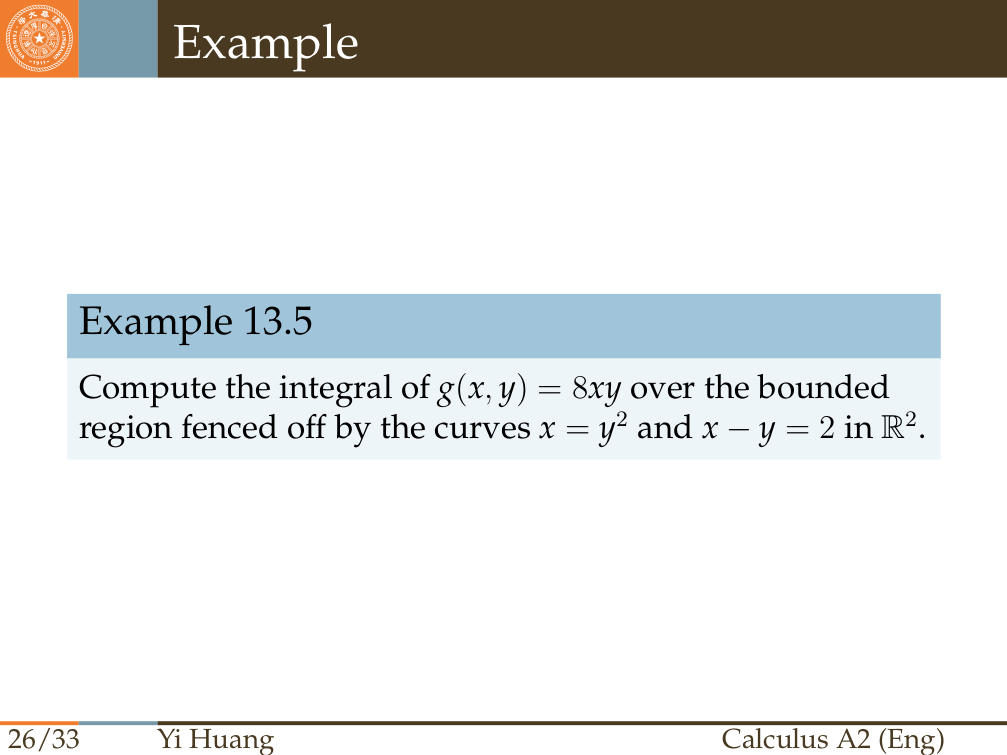 Example
Example 13.5
Compute the integral of g(x, y) = 8xy over the bounded
region fenced off by the curves x = y² and x − y = 2 in ℝ².
26/33 Yi Huang Calculus A2 (Eng)